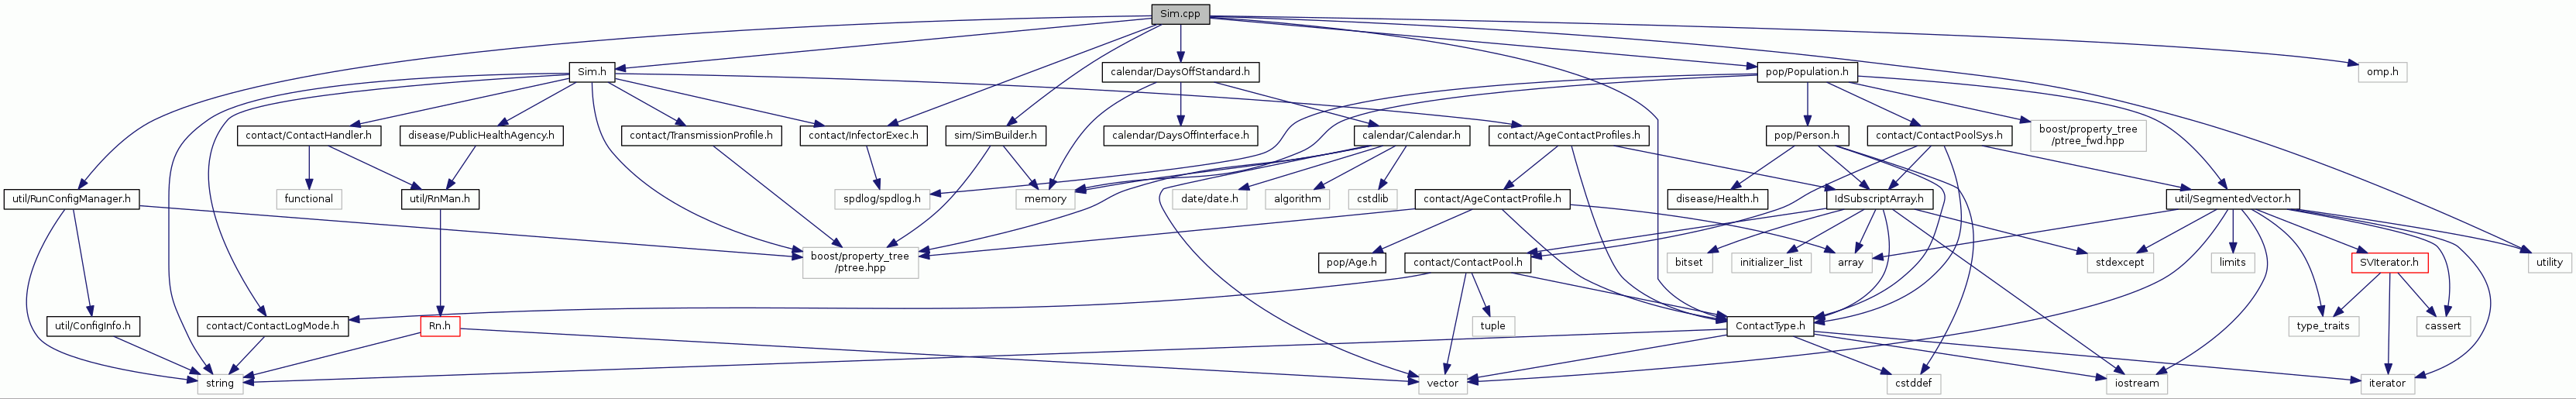 Sim.cpp
Sim.h
calendar/DaysOffStandard.h
pop/Population.h
omp.h
contact/ContactHandler.h
disease/PublicHealthAgency.h
contact/TransmissionProfile.h
contact/InfectorExec.h
sim/SimBuilder.h
calendar/DaysOffInterface.h
calendar/Calendar.h
contact/AgeContactProfiles.h
pop/Person.h
contact/ContactPoolSys.h
boost/property_tree
/ptree_fwd.hpp
util/RunConfigManager.h
functional
util/RnMan.h
spdlog/spdlog.h
memory
date/date.h
algorithm
cstdlib
contact/AgeContactProfile.h
disease/Health.h
IdSubscriptArray.h
util/SegmentedVector.h
boost/property_tree
/ptree.hpp
pop/Age.h
contact/ContactPool.h
bitset
initializer_list
array
stdexcept
limits
SVIterator.h
utility
util/ConfigInfo.h
contact/ContactLogMode.h
Rn.h
tuple
ContactType.h
type_traits
cassert
string
vector
cstddef
iostream
iterator